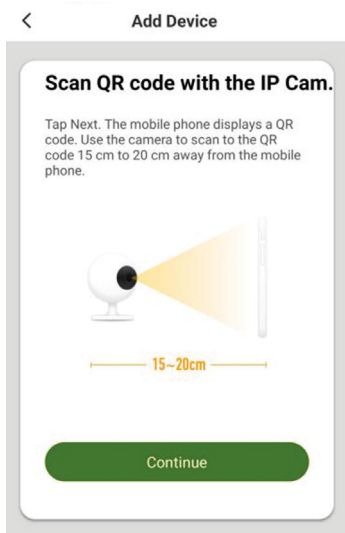 Add Device
Scan QR code with the IP Cam.
Tap Next. The mobile phone displays a QR
code. Use the camera to scan to the QR
code 15 cm to 20 cm away from the mobile
phone.
15~20cm
Continue